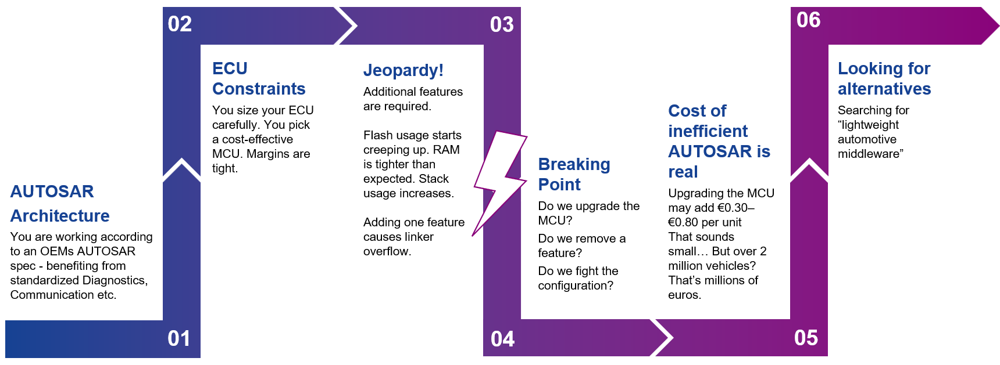 01
AUTOSAR
Architecture
You are working according
to an OEMs AUTOSAR
spec - benefiting from
standardized Diagnostics,
Communication etc.
02
ECU
Constraints
You size your ECU
carefully. You pick
a cost-effective
MCU. Margins are
tight.
03
Jeopardy!
Additional features
are required.
Flash usage starts
creeping up. RAM
is tighter than
expected. Stack
usage increases.
Adding one feature
causes linker
overflow.
04
Breaking
Point
Do we upgrade the
MCU?
Do we remove a
feature?
Do we fight the
configuration?
05
Cost of
inefficient
AUTOSAR is
real
Upgrading the MCU
may add €0.30–
€0.80 per unit
That sounds
small… But over 2
million vehicles?
That’s millions of
euros.
06
Looking for
alternatives
Searching for
“lightweight
automotive
middleware”